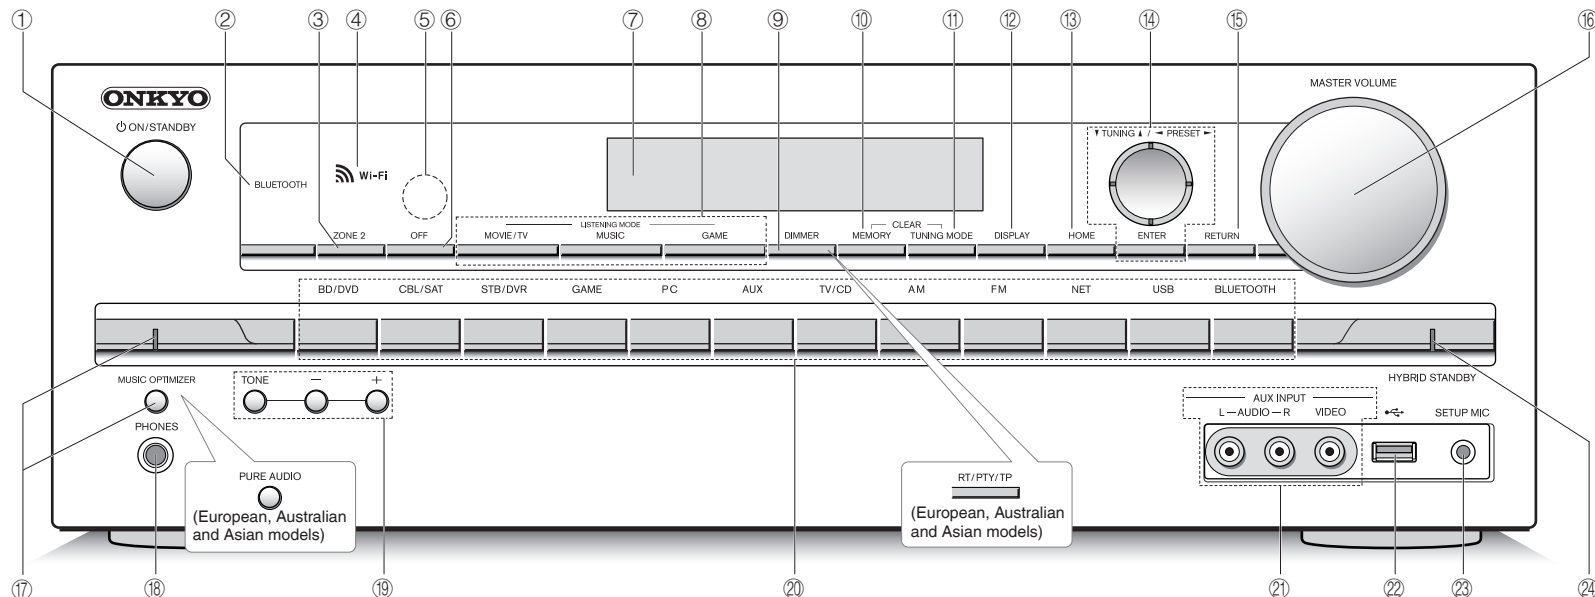 ① ② ③ ④ ⑤ ⑥ ⑦ ⑧ ⑨ ⑩ ⑪ ⑫ ⑬ ⑭ ⑮ ⑯
MASTER VOLUME
ONKYO
ON/STANDBY
TUNING / PRESET
BLUETOOTH
Wi-Fi
LISTENING MODE
CLEAR
ZONE 2 OFF MOVIE/TV MUSIC GAME DIMMER MEMORY TUNING MODE DISPLAY HOME ENTER RETURN
BD/DVD CBL/SAT STB/DVR GAME PC AUX TV/CD AM FM NET USB BLUETOOTH
MUSIC OPTIMIZER
TONE − +
HYBRID STANDBY
AUX INPUT
L AUDIO R VIDEO
SETUP MIC
PHONES
PURE AUDIO
(European, Australian
and Asian models)
RT/PTY/TP
(European, Australian
and Asian models)
⑰ ⑱ ⑲ ⑳ ㉑ ㉒ ㉓ ㉔